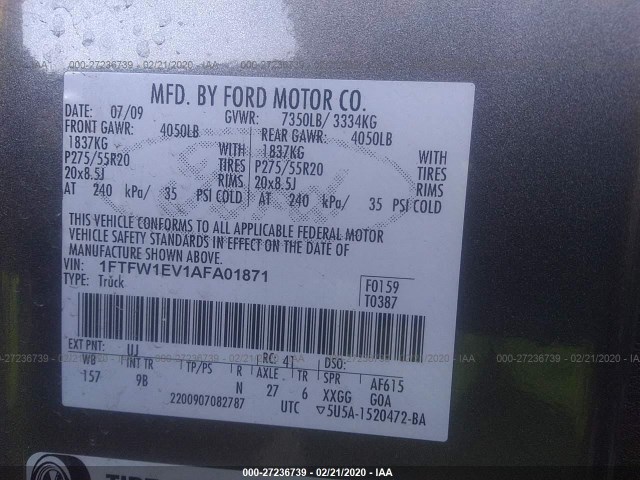 000-27236739 - 02/21/2020 - IAA
MFD. BY FORD MOTOR CO.
DATE: 07/09 GVWR: 7350LB/ 3334KG
FRONT GAWR: 4050LB REAR GAWR: 4050LB
1837KG WITH 1837KG WITH
P275/55R20 TIRES P275/55R20 TIRES
20x8.5J RIMS 20x8.5J RIMS
AT 240 kPa/ 35 PSI COLD AT 240 kPa/ 35 PSI COLD
THIS VEHICLE CONFORMS TO ALL APPLICABLE FEDERAL MOTOR
VEHICLE SAFETY STANDARDS IN EFFECT ON THE DATE OF
MANUFACTURE SHOWN ABOVE.
VIN: 1FTFW1EV1AFA01871
TYPE: Truck
F0159
T0387
EXT PNT: UJ RC: 41 DSO:
WB INT TR TP/PS R AXLE TR SPR AF615
157 9B N 27 6 XXGG GOA
2200907082787 UTC ▽5U5A-1520472-BA
000-27236739 - 02/21/2020 - IAA